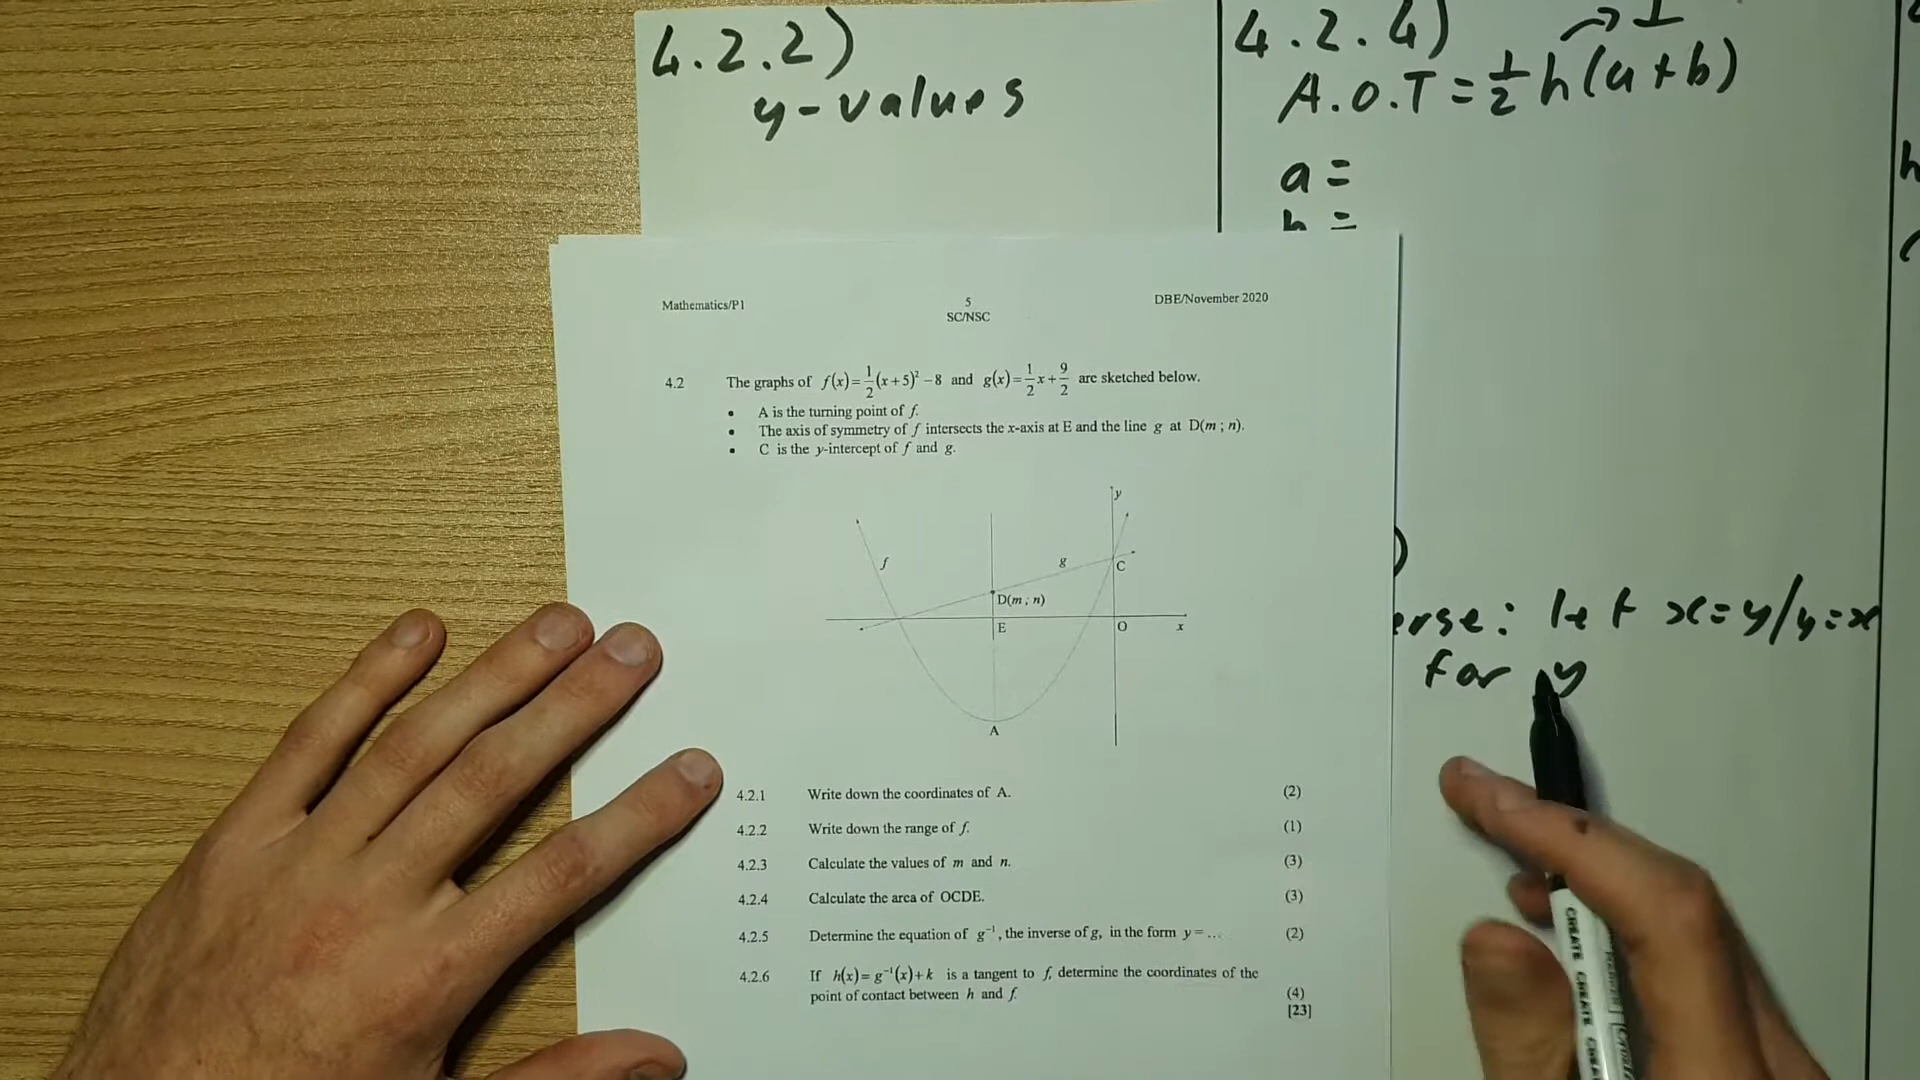 4.2.2)
y-values
4.2.4)
A.O.T = 1/2 h(a+b)
a =
b =
Mathematics/P1
5
SC/NSC
DBE/November 2020
4.2 The graphs of f(x)=1/2(x+5)²−8 and g(x)=1/2x+9/2 are sketched below.
• A is the turning point of f.
• The axis of symmetry of f intersects the x-axis at E and the line g at D(m ; n).
• C is the y-intercept of f and g.
y
f
g
C
D(m ; n)
E
O
x
A
erse: let x=y/y=x
for y
4.2.1 Write down the coordinates of A. (2)
4.2.2 Write down the range of f. (1)
4.2.3 Calculate the values of m and n. (3)
4.2.4 Calculate the area of OCDE. (3)
4.2.5 Determine the equation of g⁻¹, the inverse of g, in the form y = ... (2)
4.2.6 If h(x)=g⁻¹(x)+k is a tangent to f, determine the coordinates of the
point of contact between h and f. (4)
[23]
CREATE CREATE CREATE